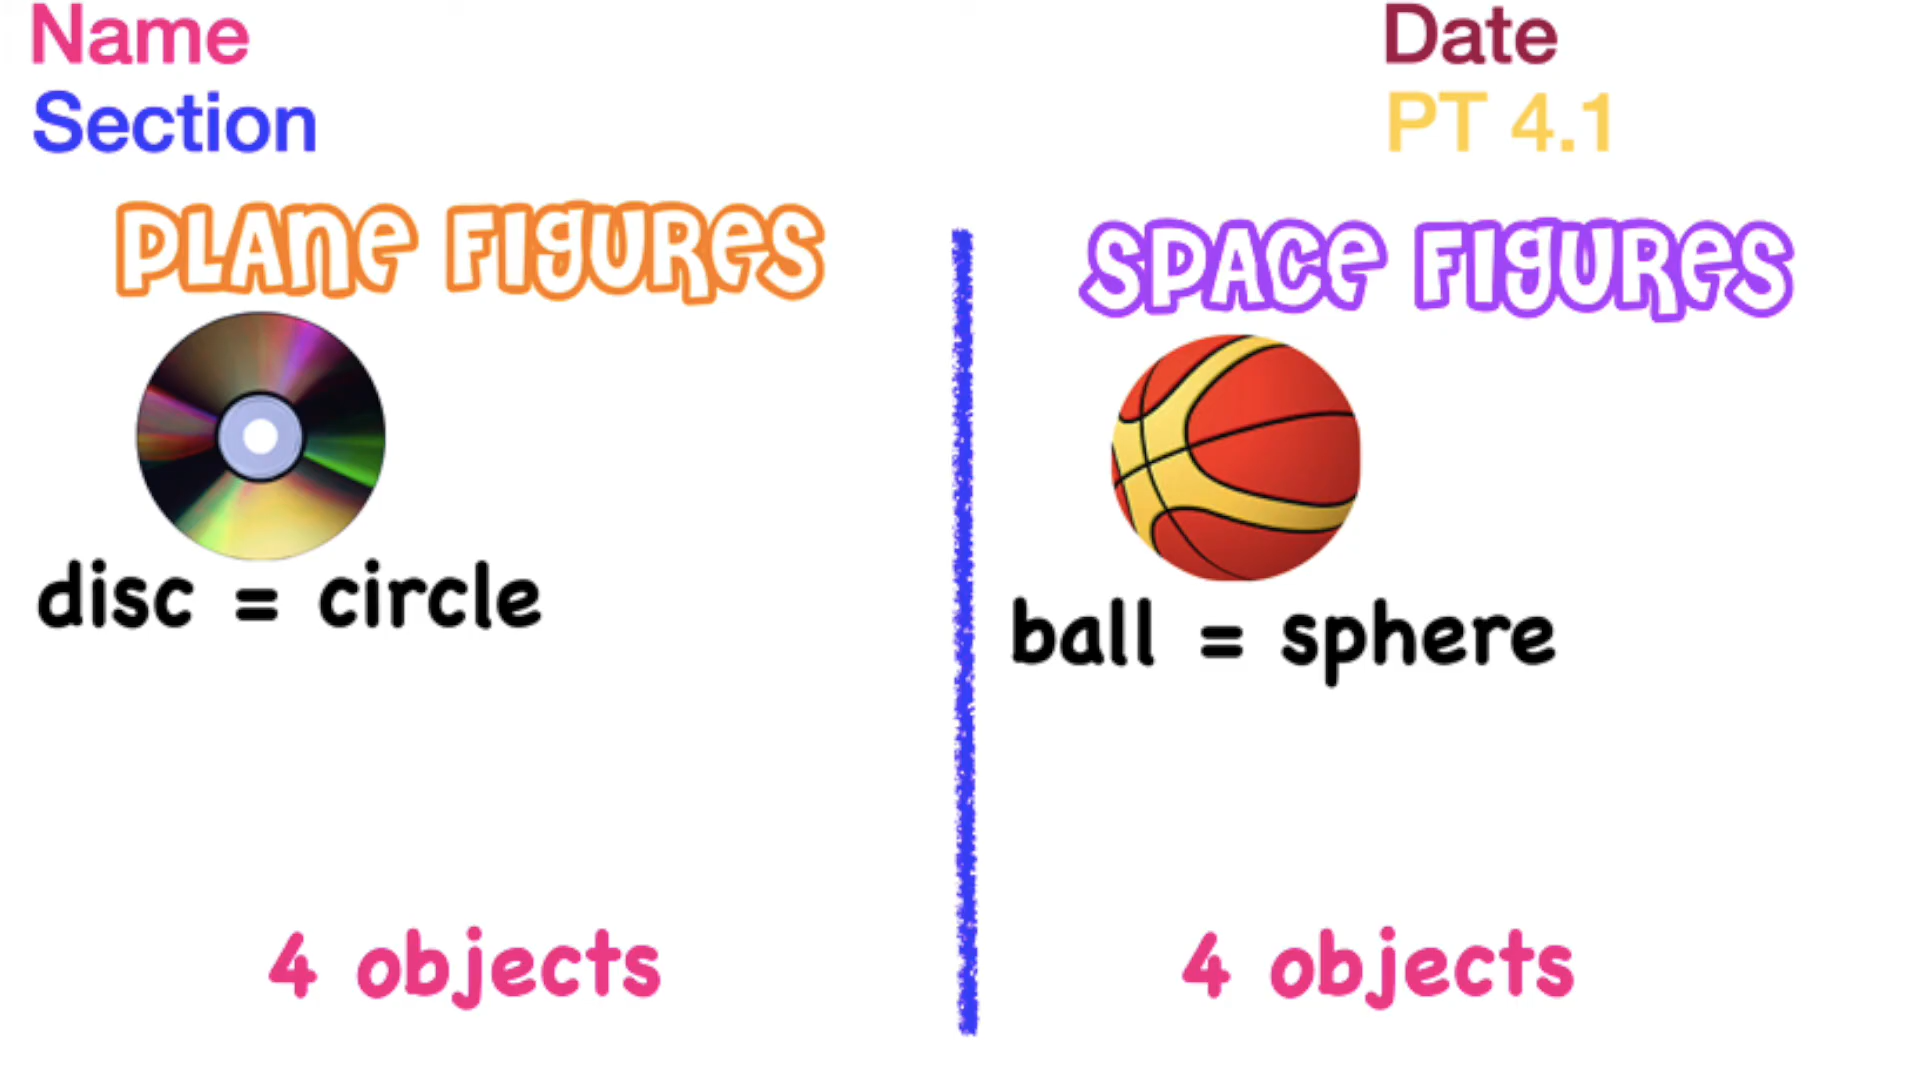 Name
Section
Date
PT 4.1
PLANE FIGURES
disc = circle
4 objects
SPACE FIGURES
ball = sphere
4 objects